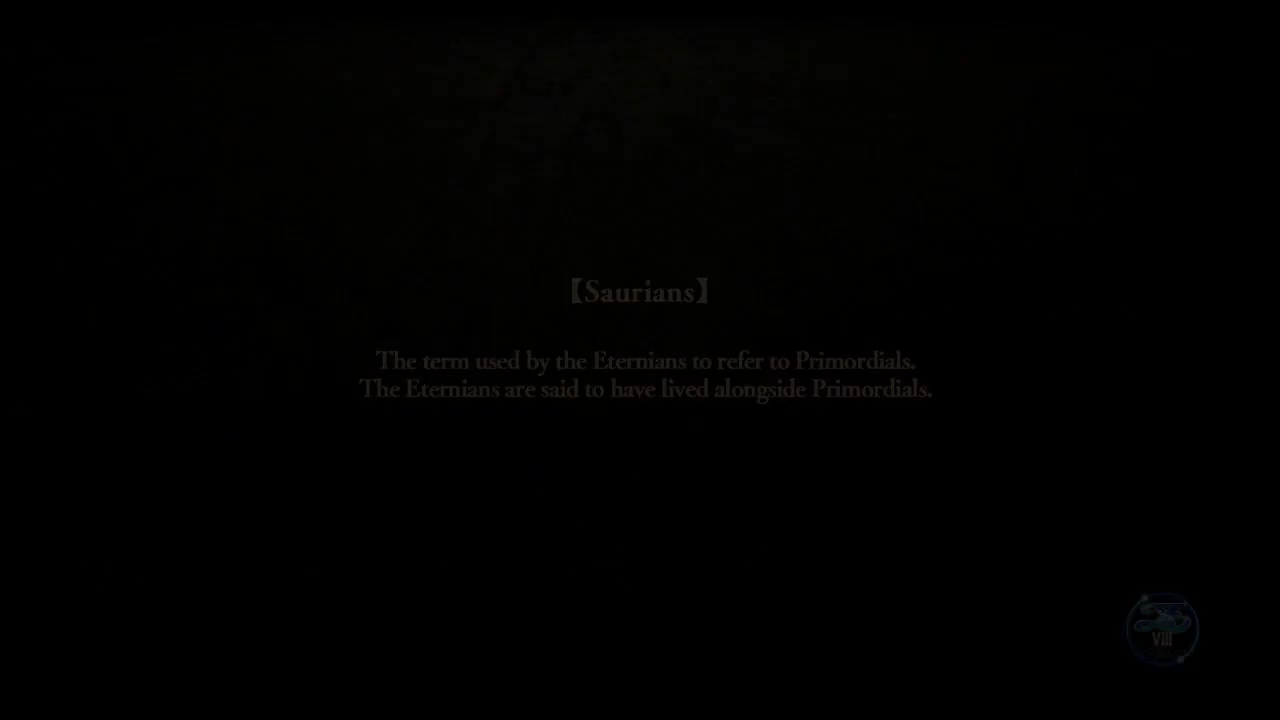 【Saurians】
The term used by the Eternians to refer to Primordials.
The Eternians are said to have lived alongside Primordials.
VIII